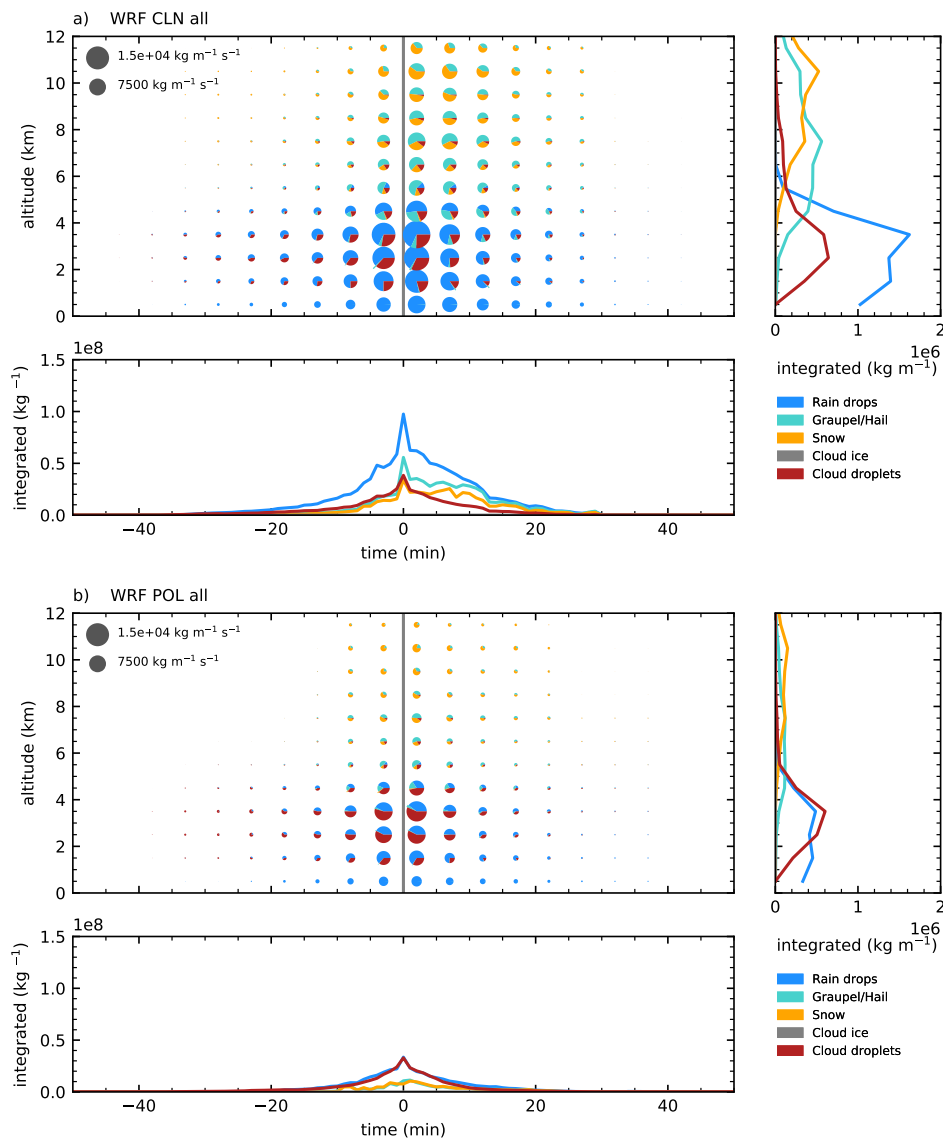 a) WRF CLN all
12
10
8
6
4
2
0
altitude (km)
1.5e+04 kg m⁻¹ s⁻¹
7500 kg m⁻¹ s⁻¹
0 1 2
1e6
integrated (kg m⁻¹)
1e8
1.5
1.0
0.5
0.0
integrated (kg ⁻¹)
−40 −20 0 20 40
time (min)
Rain drops
Graupel/Hail
Snow
Cloud ice
Cloud droplets
b) WRF POL all
12
10
8
6
4
2
0
altitude (km)
1.5e+04 kg m⁻¹ s⁻¹
7500 kg m⁻¹ s⁻¹
0 1 2
1e6
integrated (kg m⁻¹)
1e8
1.5
1.0
0.5
0.0
integrated (kg ⁻¹)
−40 −20 0 20 40
time (min)
Rain drops
Graupel/Hail
Snow
Cloud ice
Cloud droplets